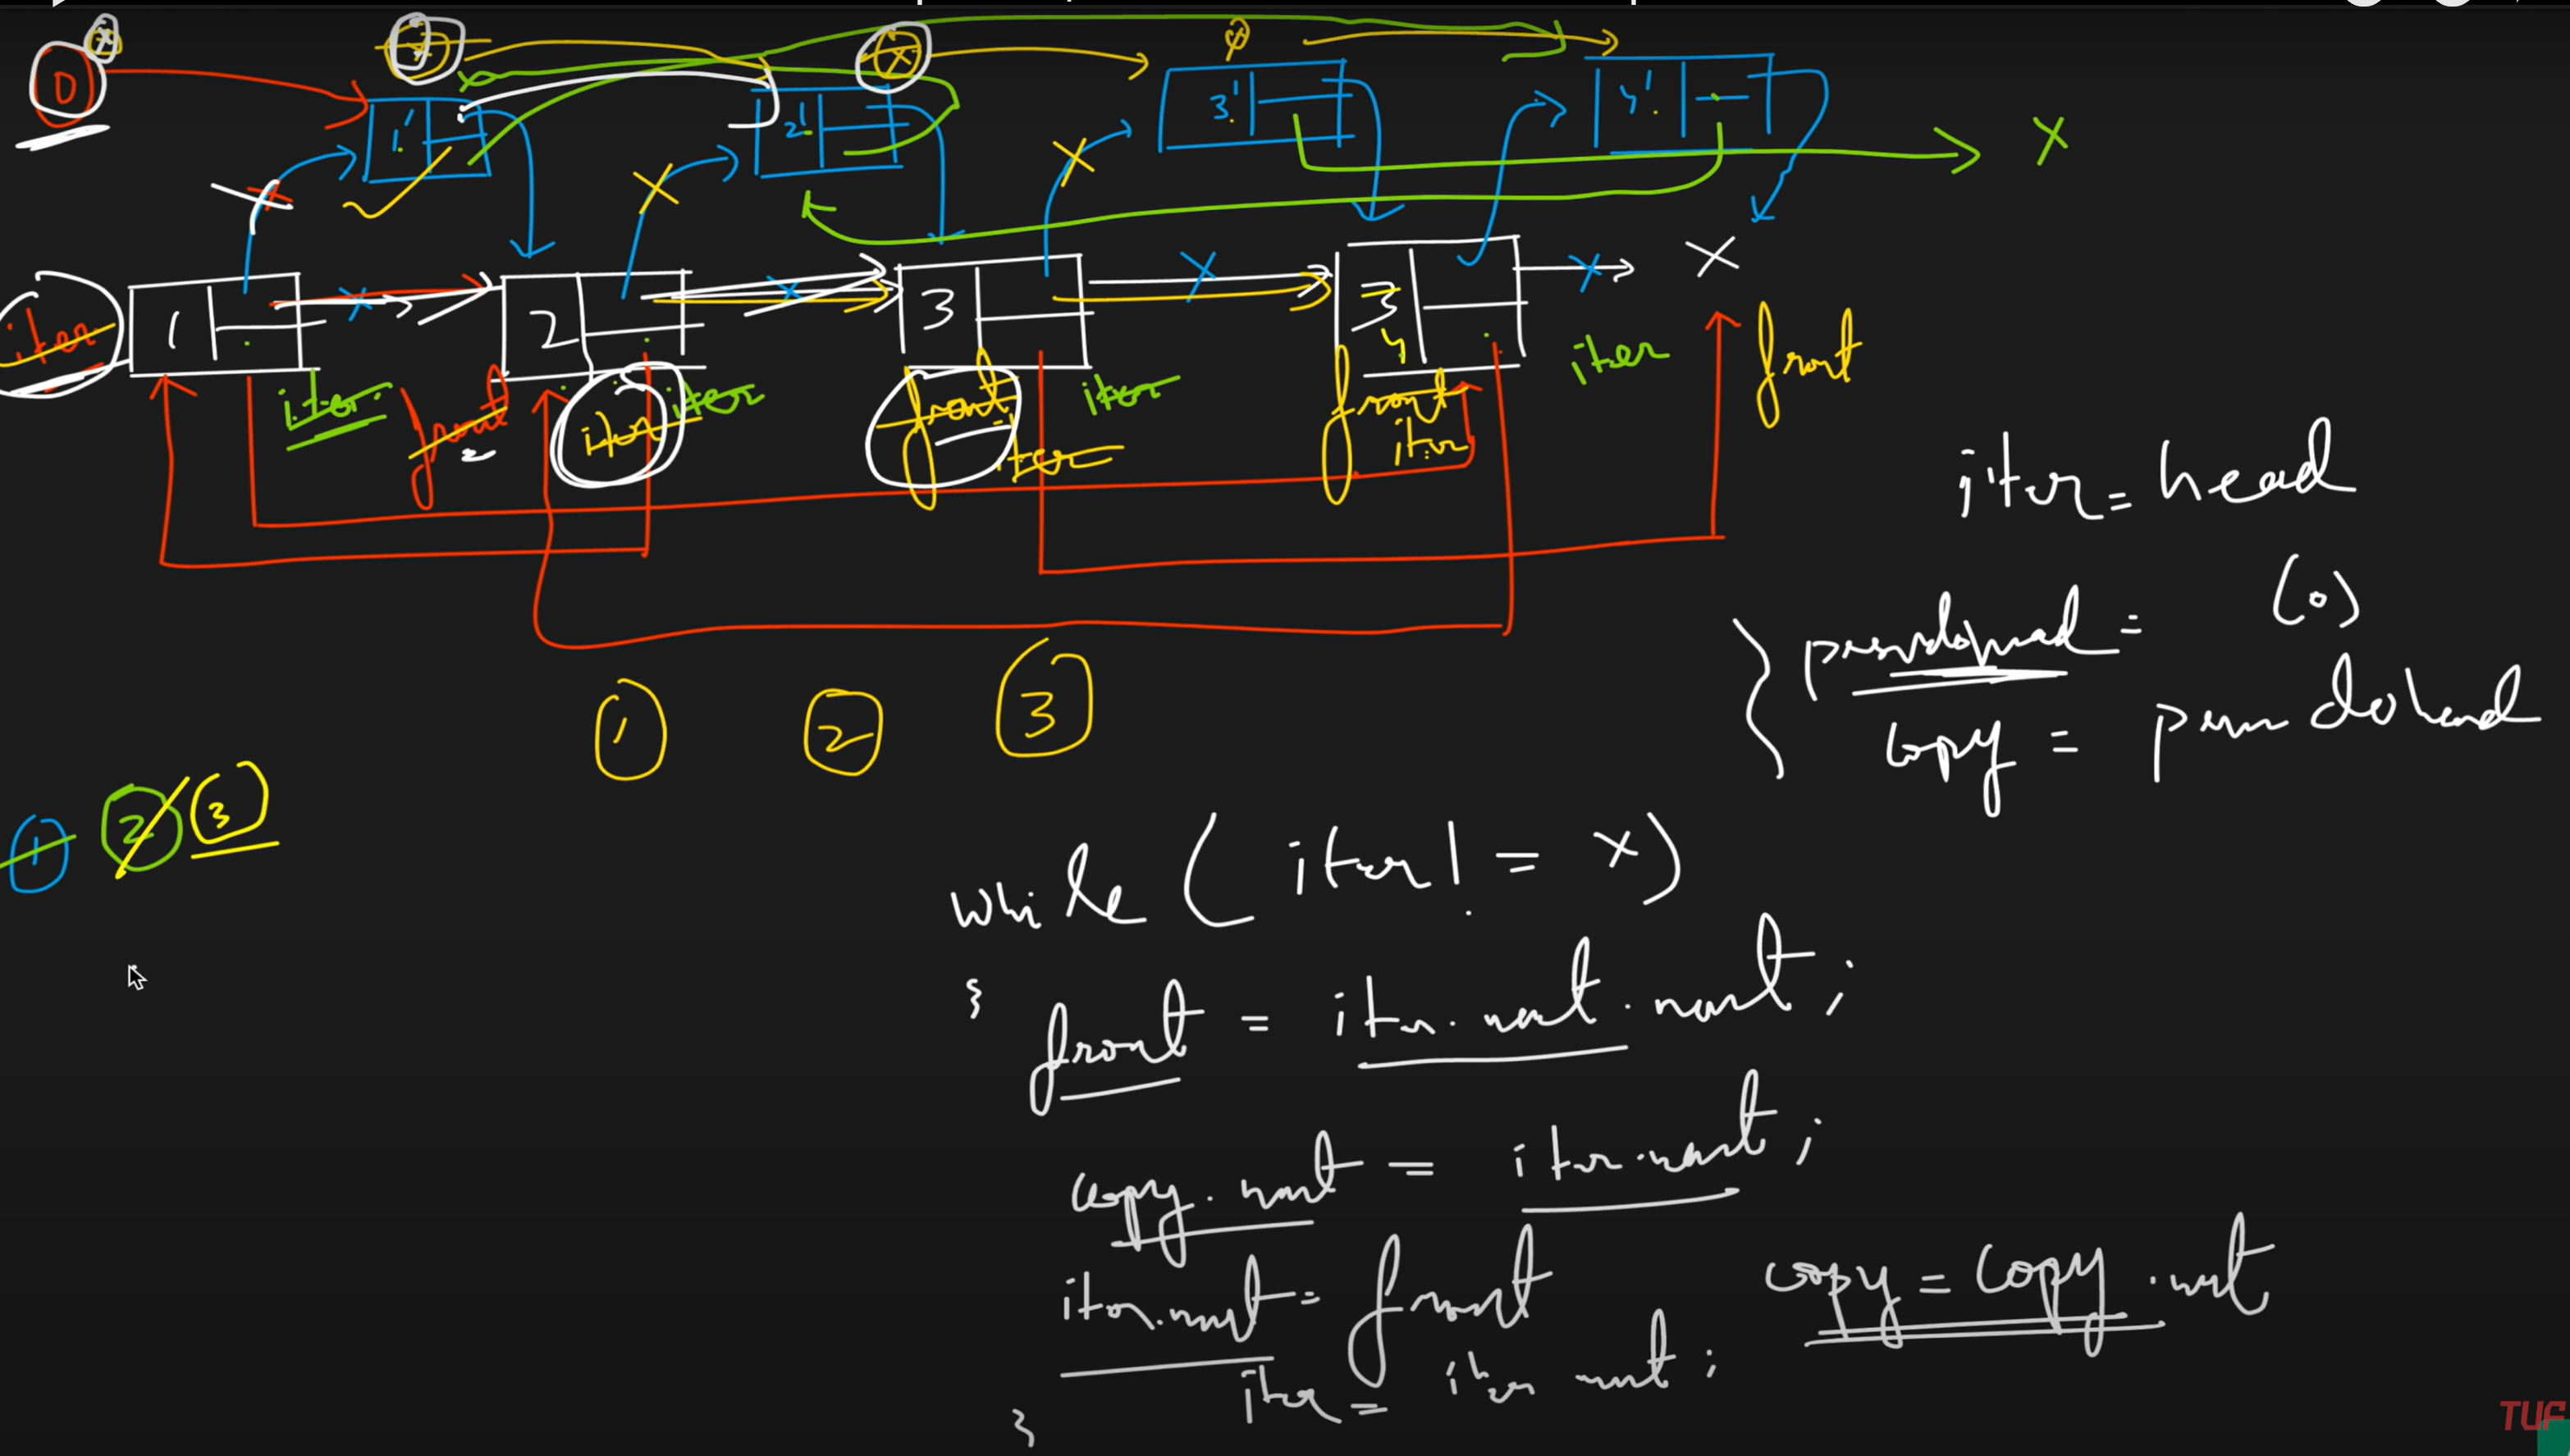 0
1' 2' 3' 4'
1 2 3 3 4
iter iter front iter iter front iter iter front iter iter front
iter = head
(0)
pseudohead =
copy = pseudohead
1 2 3
1 2 3
while ( iter != x )
{
front = iter.next.next ;
copy.next = iter.next ;
iter.next = front
copy = copy.next
iter = iter next ;
}
TUF